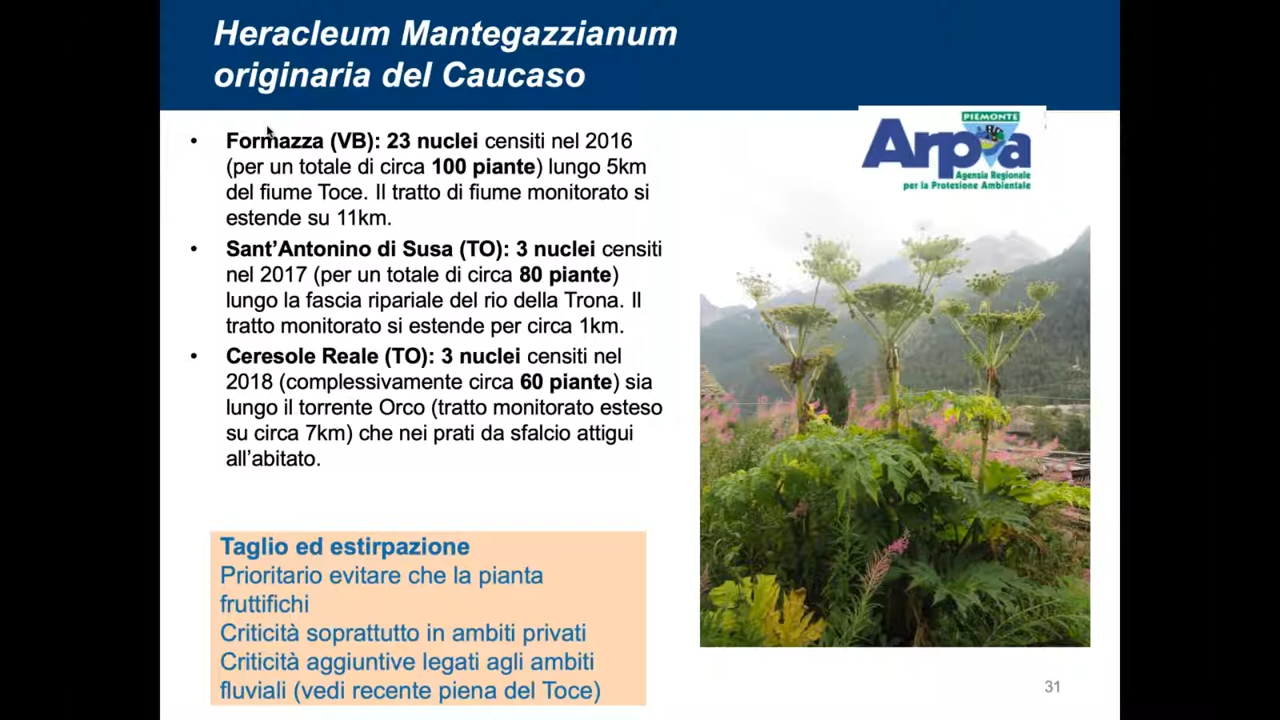 Heracleum Mantegazzianum
originaria del Caucaso
PIEMONTE
Arpa
Agenzia Regionale
per la Protezione Ambientale
• Formazza (VB): 23 nuclei censiti nel 2016
(per un totale di circa 100 piante) lungo 5km
del fiume Toce. Il tratto di fiume monitorato si
estende su 11km.
• Sant’Antonino di Susa (TO): 3 nuclei censiti
nel 2017 (per un totale di circa 80 piante)
lungo la fascia ripariale del rio della Trona. Il
tratto monitorato si estende per circa 1km.
• Ceresole Reale (TO): 3 nuclei censiti nel
2018 (complessivamente circa 60 piante) sia
lungo il torrente Orco (tratto monitorato esteso
su circa 7km) che nei prati da sfalcio attigui
all’abitato.
Taglio ed estirpazione
Prioritario evitare che la pianta
fruttifichi
Criticità soprattutto in ambiti privati
Criticità aggiuntive legati agli ambiti
fluviali (vedi recente piena del Toce)
31